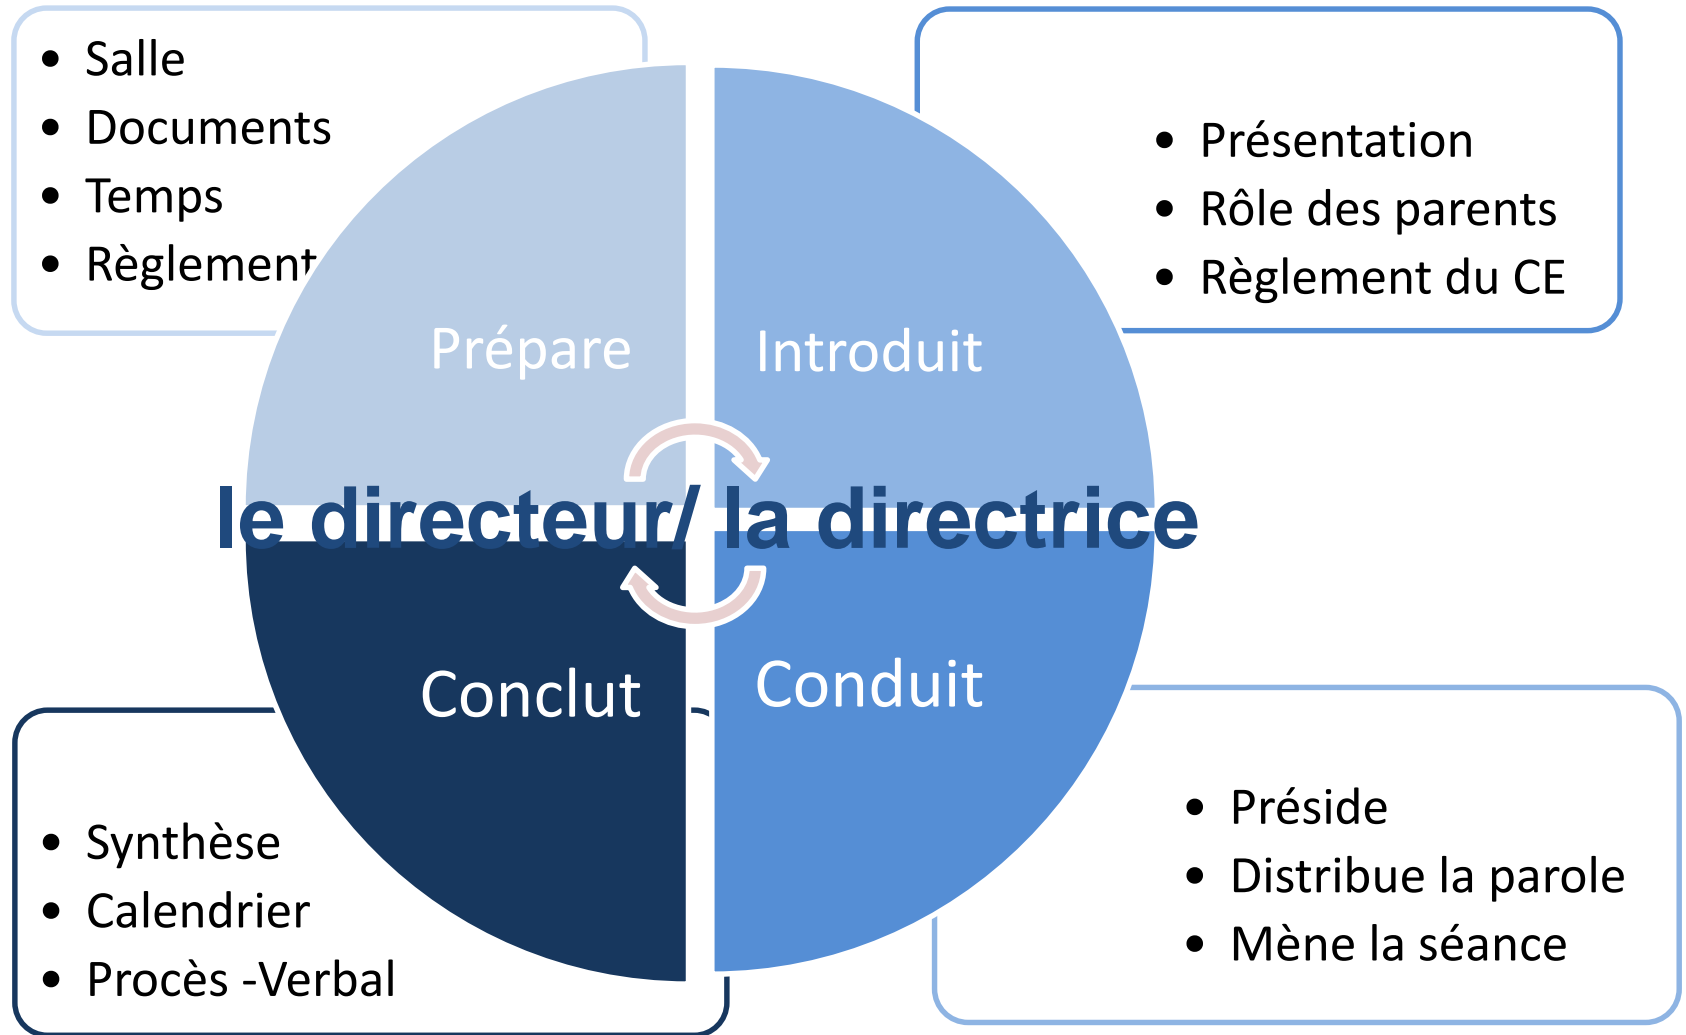 • Salle
• Documents
• Temps
• Règlement
Prépare
• Présentation
• Rôle des parents
• Règlement du CE
Introduit
le directeur/ la directrice
Conclut
• Synthèse
• Calendrier
• Procès -Verbal
Conduit
• Préside
• Distribue la parole
• Mène la séance